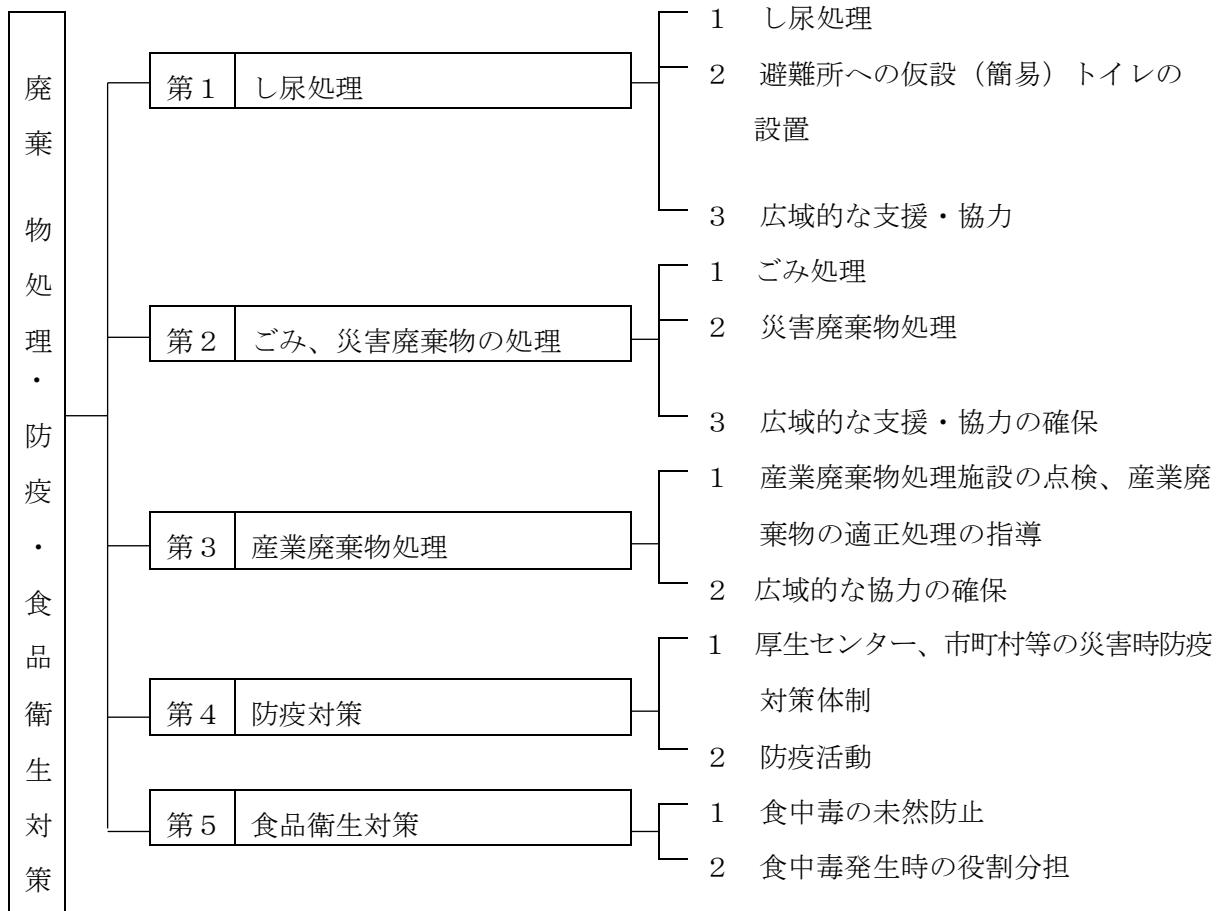 廃棄物処理・防疫・食品衛生対策
第1 し尿処理
1 し尿処理
2 避難所への仮設(簡易)トイレの
設置
3 広域的な支援・協力
第2 ごみ、災害廃棄物の処理
1 ごみ処理
2 災害廃棄物処理
3 広域的な支援・協力の確保
第3 産業廃棄物処理
1 産業廃棄物処理施設の点検、産業廃
棄物の適正処理の指導
2 広域的な協力の確保
第4 防疫対策
1 厚生センター、市町村等の災害時防疫
対策体制
2 防疫活動
第5 食品衛生対策
1 食中毒の未然防止
2 食中毒発生時の役割分担